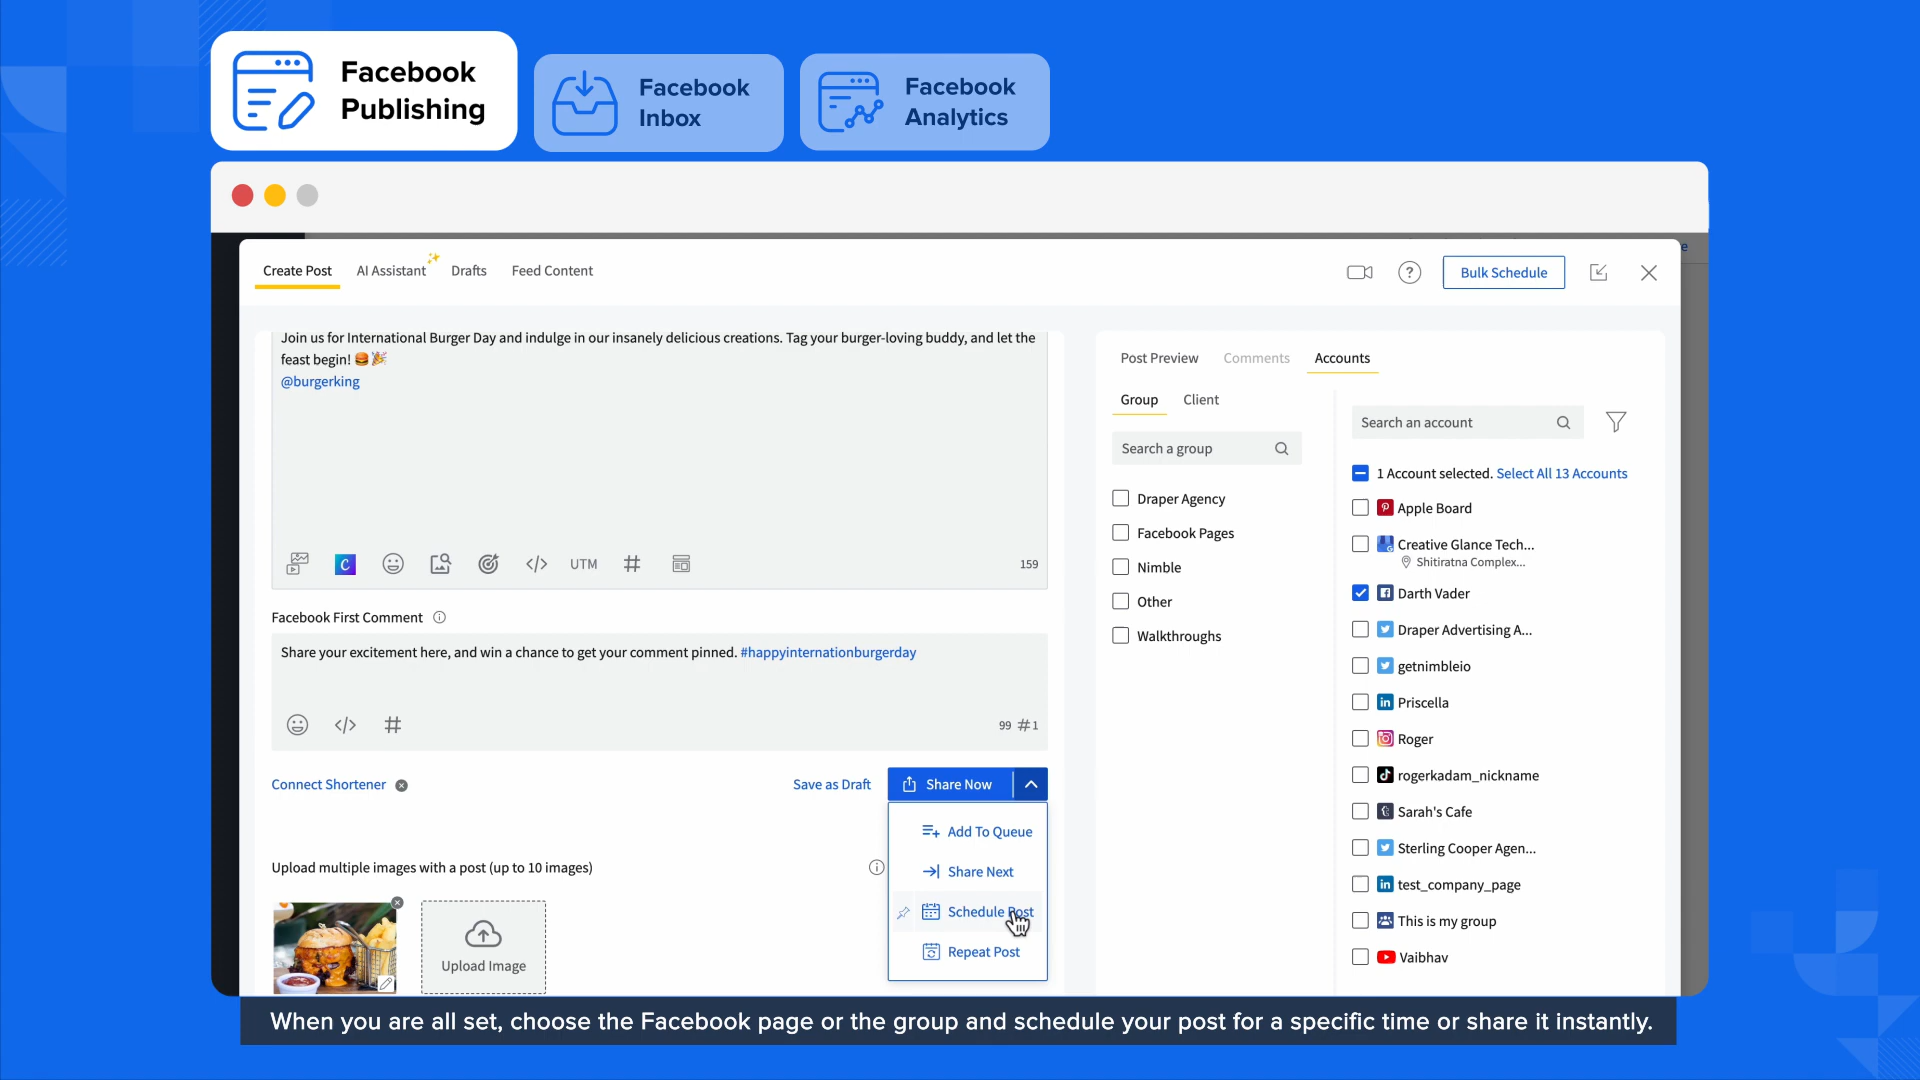 Facebook
Publishing
Facebook
Inbox
Facebook
Analytics
Create Post
AI Assistant
Drafts
Feed Content
Bulk Schedule
Join us for International Burger Day and indulge in our insanely delicious creations. Tag your burger-loving buddy, and let the
feast begin! 🍔🎉
@burgerking
UTM
159
Facebook First Comment
Share your excitement here, and win a chance to get your comment pinned. #happyinternationburgerday
99 #1
Connect Shortener
Save as Draft
Share Now
Add To Queue
Share Next
Schedule Post
Repeat Post
Upload multiple images with a post (up to 10 images)
Upload Image
Post Preview
Comments
Accounts
Group
Client
Search a group
Draper Agency
Facebook Pages
Nimble
Other
Walkthroughs
Search an account
1 Account selected. Select All 13 Accounts
Apple Board
Creative Glance Tech...
Shitiratna Complex...
Darth Vader
Draper Advertising A...
getnimbleio
Priscella
Roger
rogerkadam_nickname
Sarah's Cafe
Sterling Cooper Agen...
test_company_page
This is my group
Vaibhav
When you are all set, choose the Facebook page or the group and schedule your post for a specific time or share it instantly.